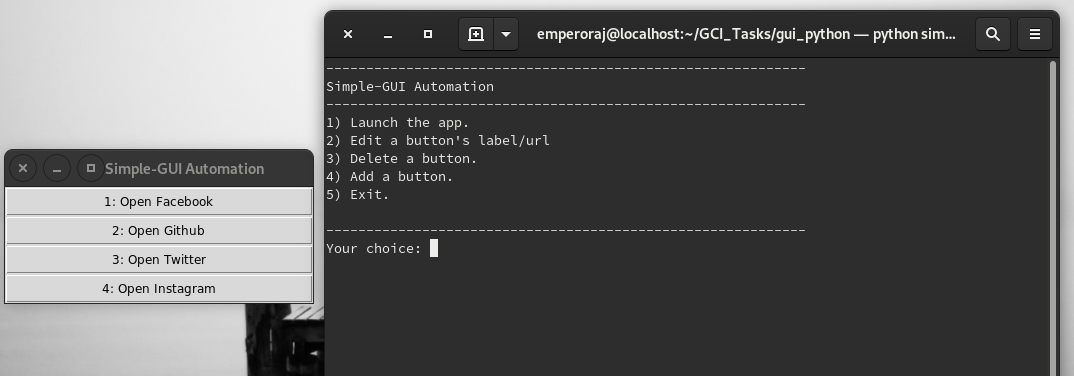 Simple-GUI Automation
1: Open Facebook
2: Open Github
3: Open Twitter
4: Open Instagram
emperoraj@localhost:~/GCI_Tasks/gui_python — python sim...
------------------------------------------------------------
Simple-GUI Automation
------------------------------------------------------------
1) Launch the app.
2) Edit a button's label/url
3) Delete a button.
4) Add a button.
5) Exit.
------------------------------------------------------------
Your choice: